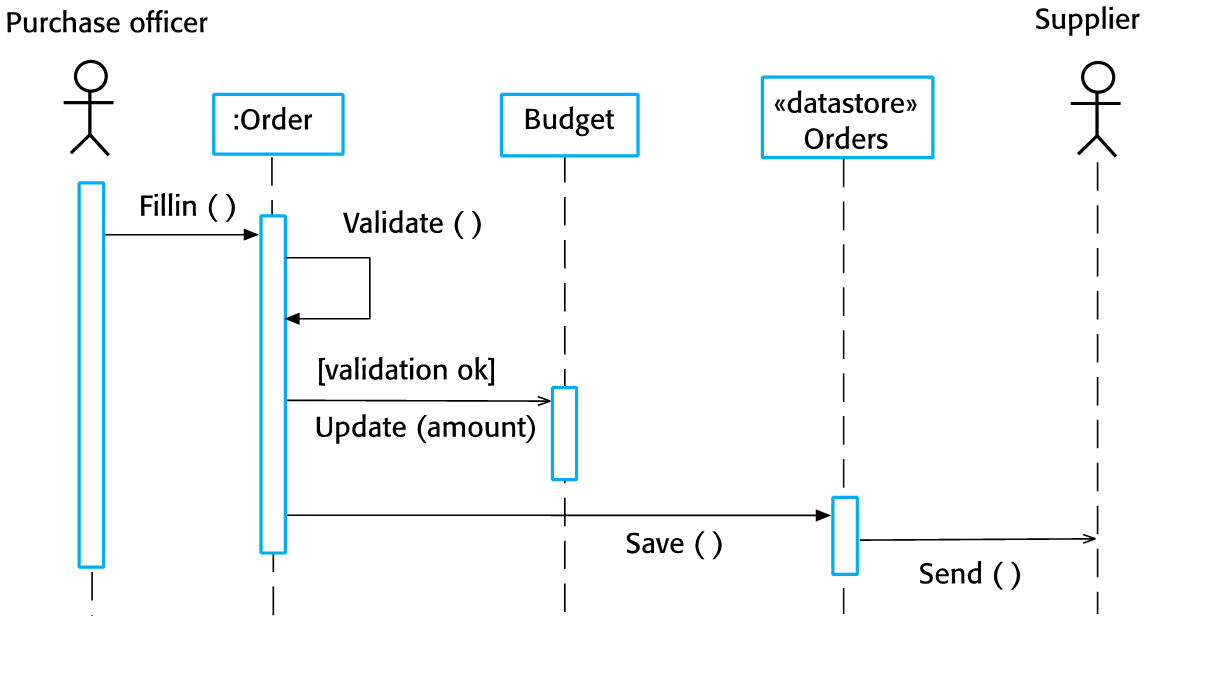 Purchase officer
Supplier
:Order
Budget
«datastore»
Orders
Fillin ( )
Validate ( )
[validation ok]
Update (amount)
Save ( )
Send ( )